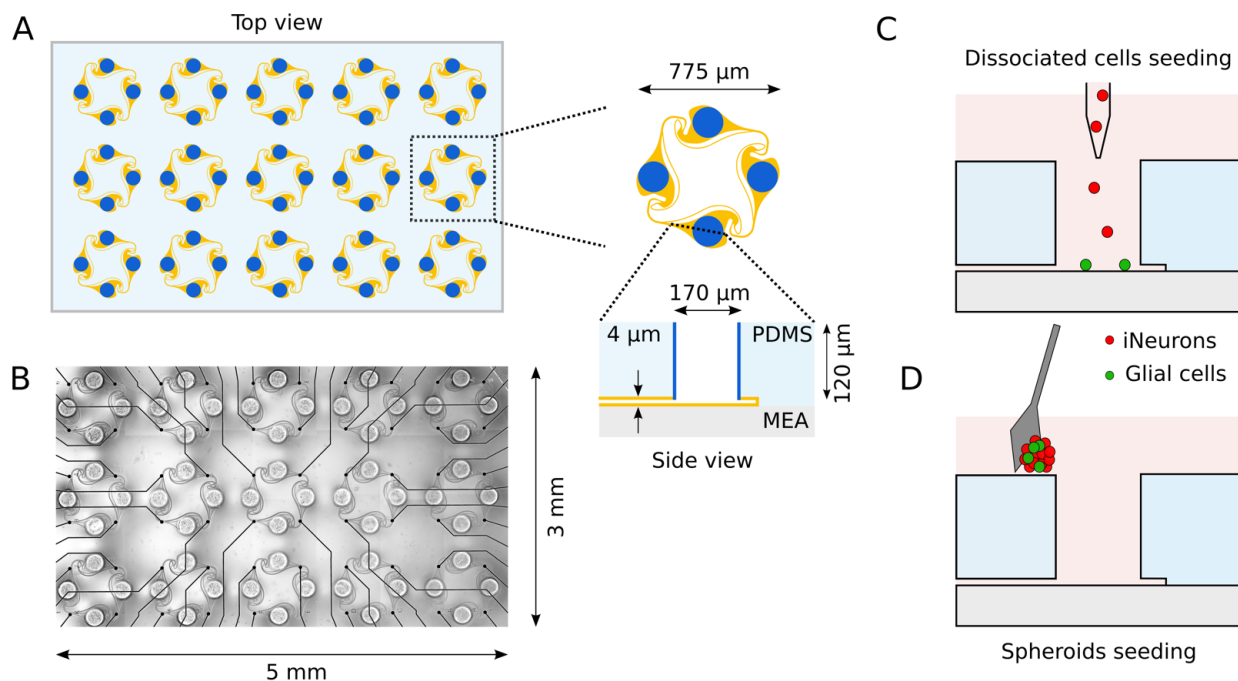 A
Top view
775 μm
170 μm
4 μm
PDMS
120 μm
MEA
Side view
B
3 mm
5 mm
C
Dissociated cells seeding
iNeurons
Glial cells
D
Spheroids seeding